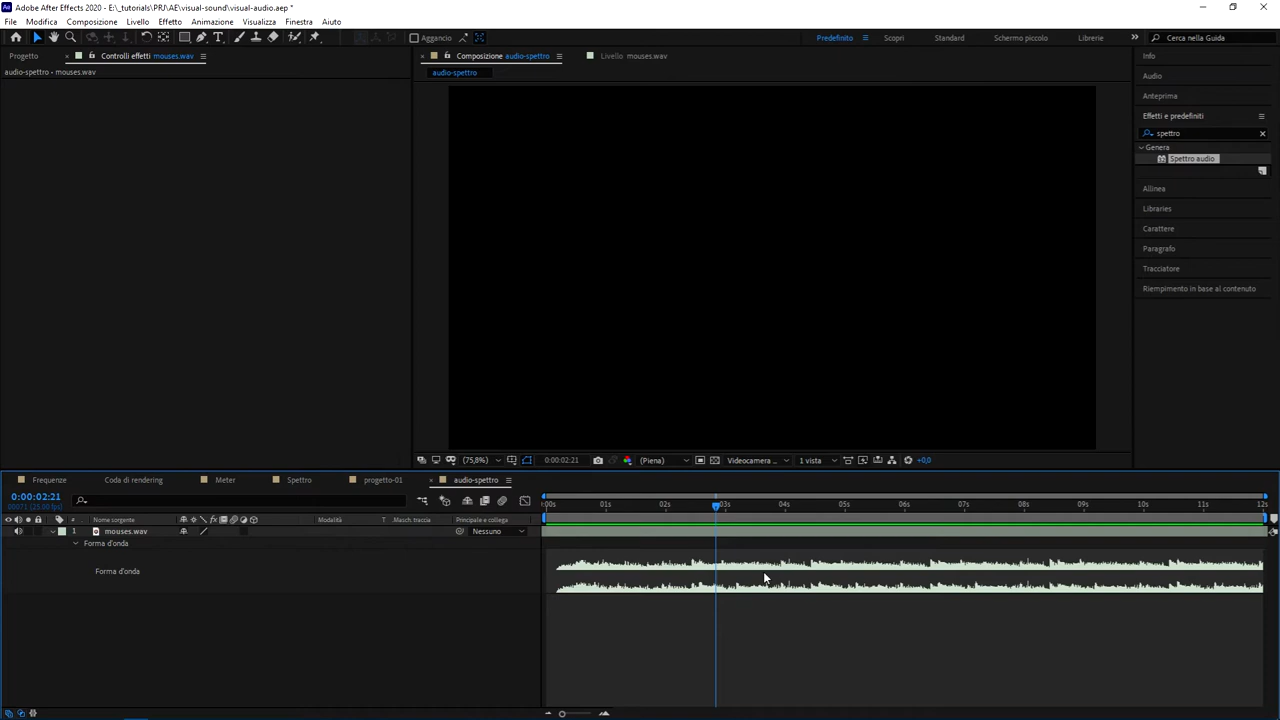 Adobe After Effects 2020 - E:\_tutorials\PRJ\AE\visual-sound\visual-audio.aep *
File Modifica Composizione Livello Effetto Animazione Visualizza Finestra Aiuto
Aggancio Predefinito Scopri Standard Schermo piccolo Librerie Cerca nella Guida
Progetto Controlli effetti mouses.wav Composizione audio-spettro Livello mouses.wav Info
audio-spettro • mouses.wav audio-spettro Audio
Anteprima
Effetti e predefiniti
spettro
Genera
Spettro audio
Allinea
Libraries
Carattere
Paragrafo
Tracciatore
Riempimento in base al contenuto
(75,8%) 0:00:02:21 (Piena) Videocamera ... 1 vista +0,0
Frequenze Coda di rendering Meter Spettro progetto-01 audio-spettro
0:00:02:21
00071 (25.00 fps)
:00s 01s 02s 03s 04s 05s 06s 07s 08s 09s 10s 11s 12s
# Nome sorgente Modalità T Masch. traccia Principale e collega
1 mouses.wav Nessuno
Forma d'onda
Forma d'onda